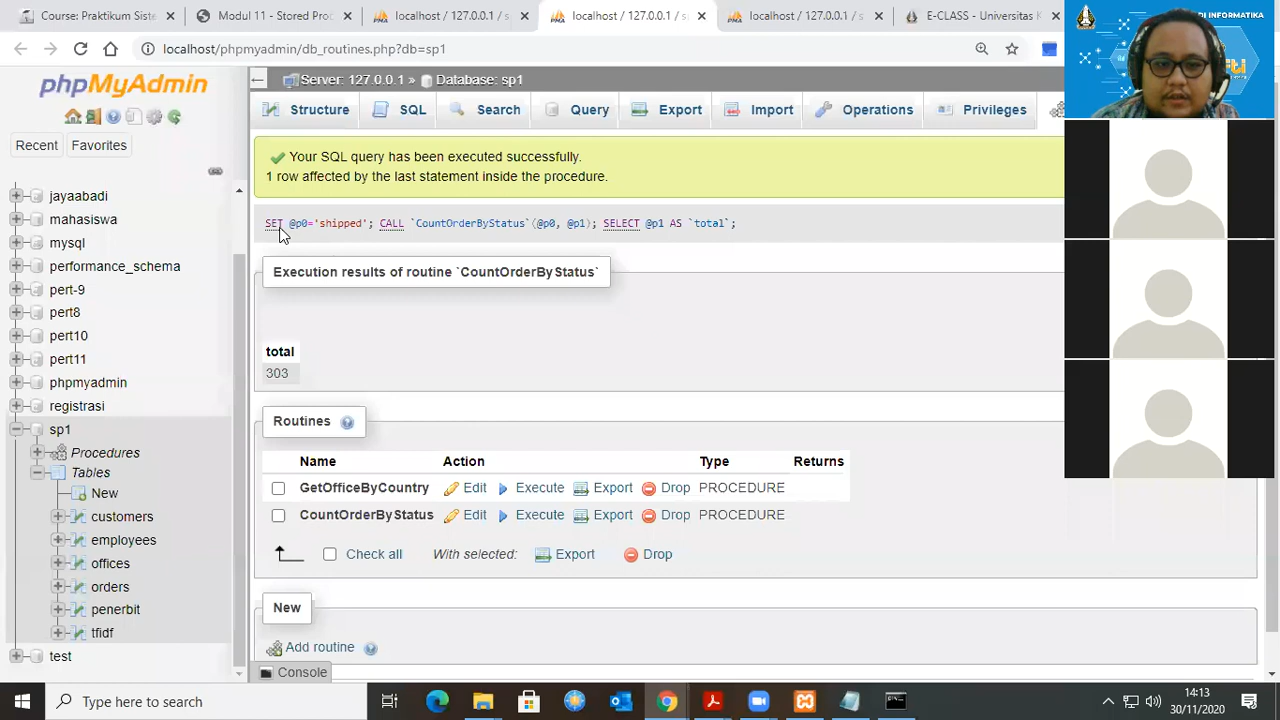 Course: Praktikum Siste
Modul 11 - Stored Pro
localhost / 127.0.0.1 / s
localhost / 127.0.0.1 / s
localhost / 127.0.0.1 / s
E-CLASS - Universitas K
localhost/phpmyadmin/db_routines.php?db=sp1
INFORMATIKA
phpMyAdmin
Recent
Favorites
jayaabadi
mahasiswa
mysql
performance_schema
pert-9
pert8
pert10
pert11
phpmyadmin
registrasi
sp1
Procedures
Tables
New
customers
employees
offices
orders
penerbit
tfidf
test
Server: 127.0.0.1 » Database: sp1
Structure SQL Search Query Export Import Operations Privileges
Your SQL query has been executed successfully.
1 row affected by the last statement inside the procedure.
SET @p0='shipped'; CALL `CountOrderByStatus`(@p0, @p1); SELECT @p1 AS `total`;
Execution results of routine `CountOrderByStatus`
total
303
Routines
Name Action Type Returns
GetOfficeByCountry Edit Execute Export Drop PROCEDURE
CountOrderByStatus Edit Execute Export Drop PROCEDURE
Check all With selected: Export Drop
New
Add routine
Console
Type here to search
14:13
30/11/2020